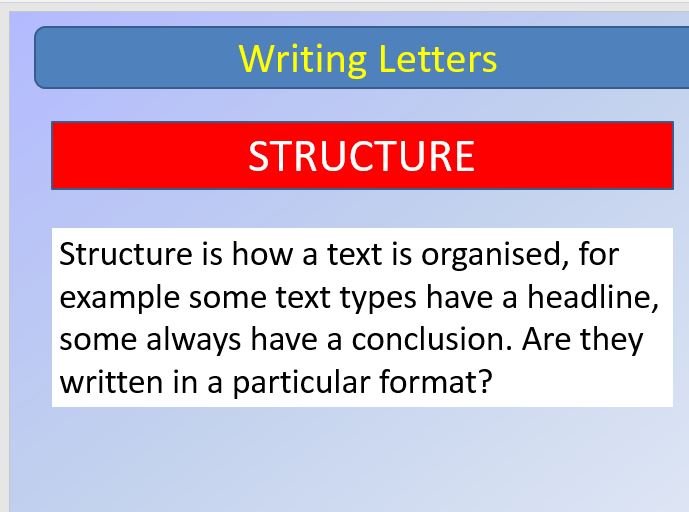 Writing Letters
STRUCTURE
Structure is how a text is organised, for
example some text types have a headline,
some always have a conclusion. Are they
written in a particular format?